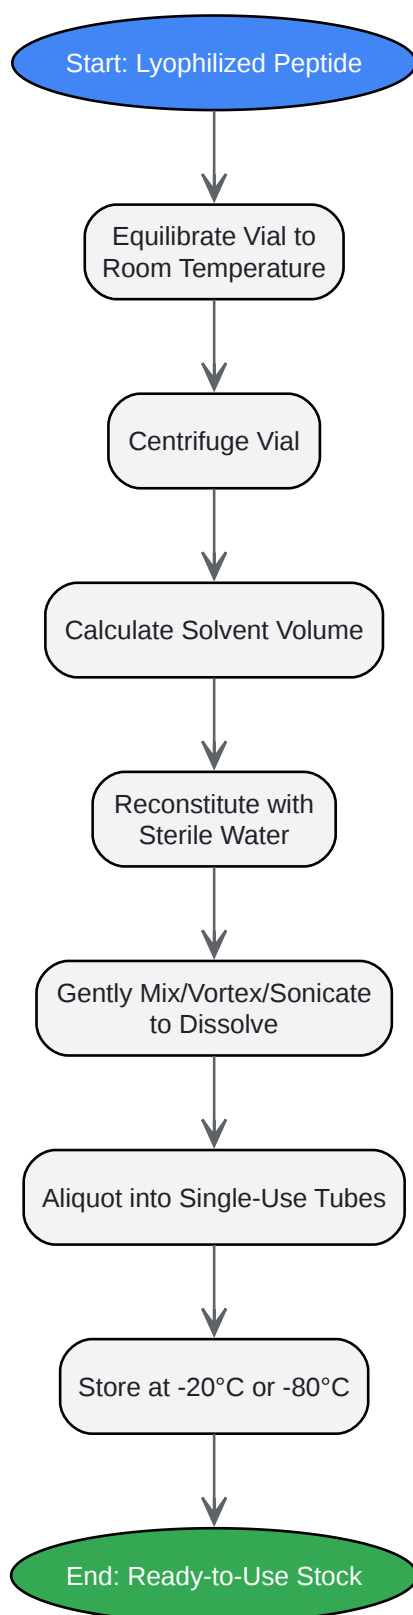 Start: Lyophilized Peptide
Equilibrate Vial to
Room Temperature
Centrifuge Vial
Calculate Solvent Volume
Reconstitute with
Sterile Water
Gently Mix/Vortex/Sonicate
to Dissolve
Aliquot into Single-Use Tubes
Store at -20°C or -80°C
End: Ready-to-Use Stock